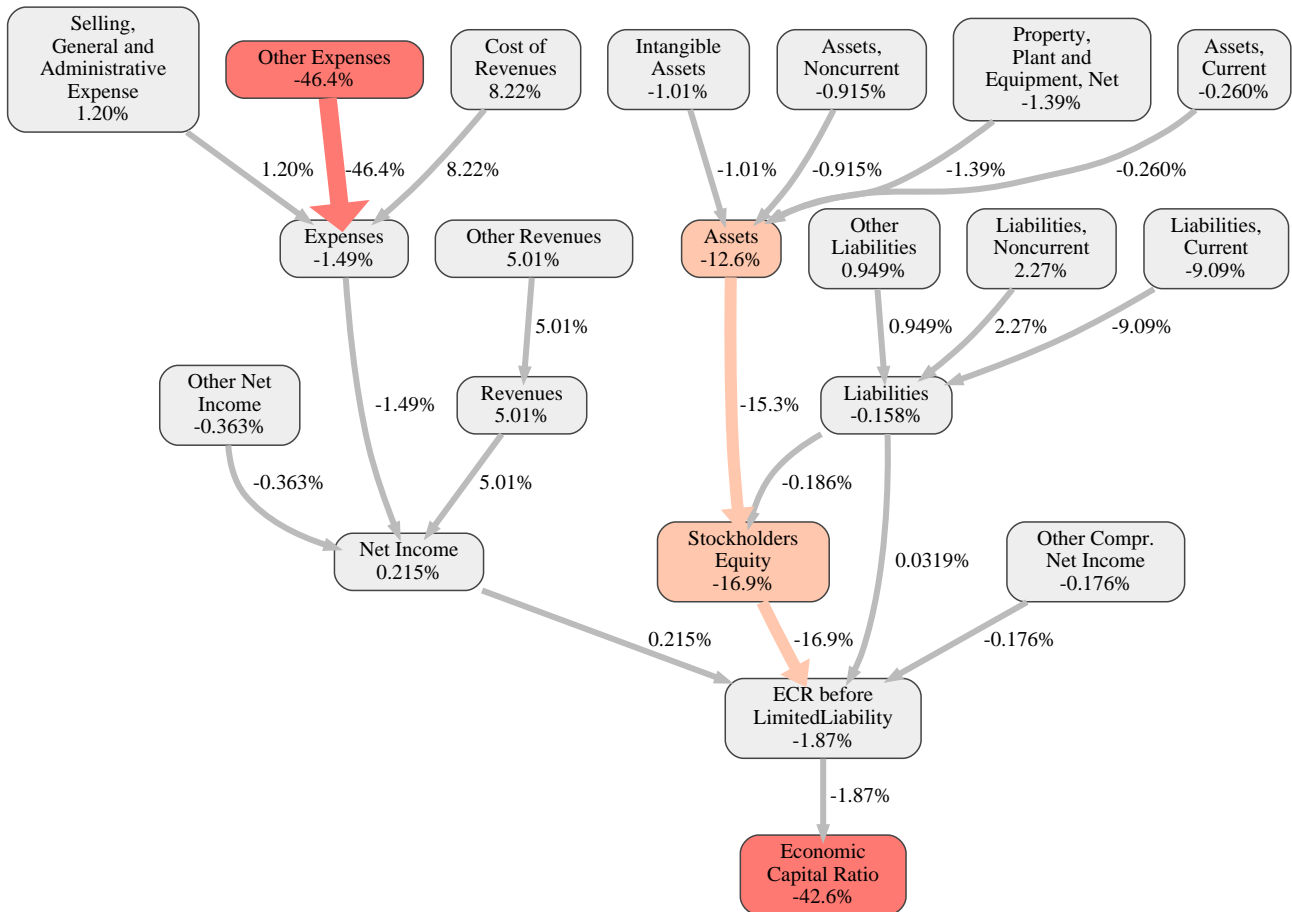 Selling,
General and
Administrative
Expense
1.20%
Other Expenses
-46.4%
Cost of
Revenues
8.22%
Intangible
Assets
-1.01%
Assets,
Noncurrent
-0.915%
Property,
Plant and
Equipment, Net
-1.39%
Assets,
Current
-0.260%
1.20%
-46.4%
8.22%
-1.01%
-0.915%
-1.39%
-0.260%
Expenses
-1.49%
Other Revenues
5.01%
Assets
-12.6%
Other
Liabilities
0.949%
Liabilities,
Noncurrent
2.27%
Liabilities,
Current
-9.09%
5.01%
0.949%
2.27%
-9.09%
Other Net
Income
-0.363%
-1.49%
Revenues
5.01%
-15.3%
Liabilities
-0.158%
-0.363%
5.01%
-0.186%
Net Income
0.215%
Stockholders
Equity
-16.9%
0.0319%
Other Compr.
Net Income
-0.176%
0.215%
-16.9%
-0.176%
ECR before
LimitedLiability
-1.87%
-1.87%
Economic
Capital Ratio
-42.6%